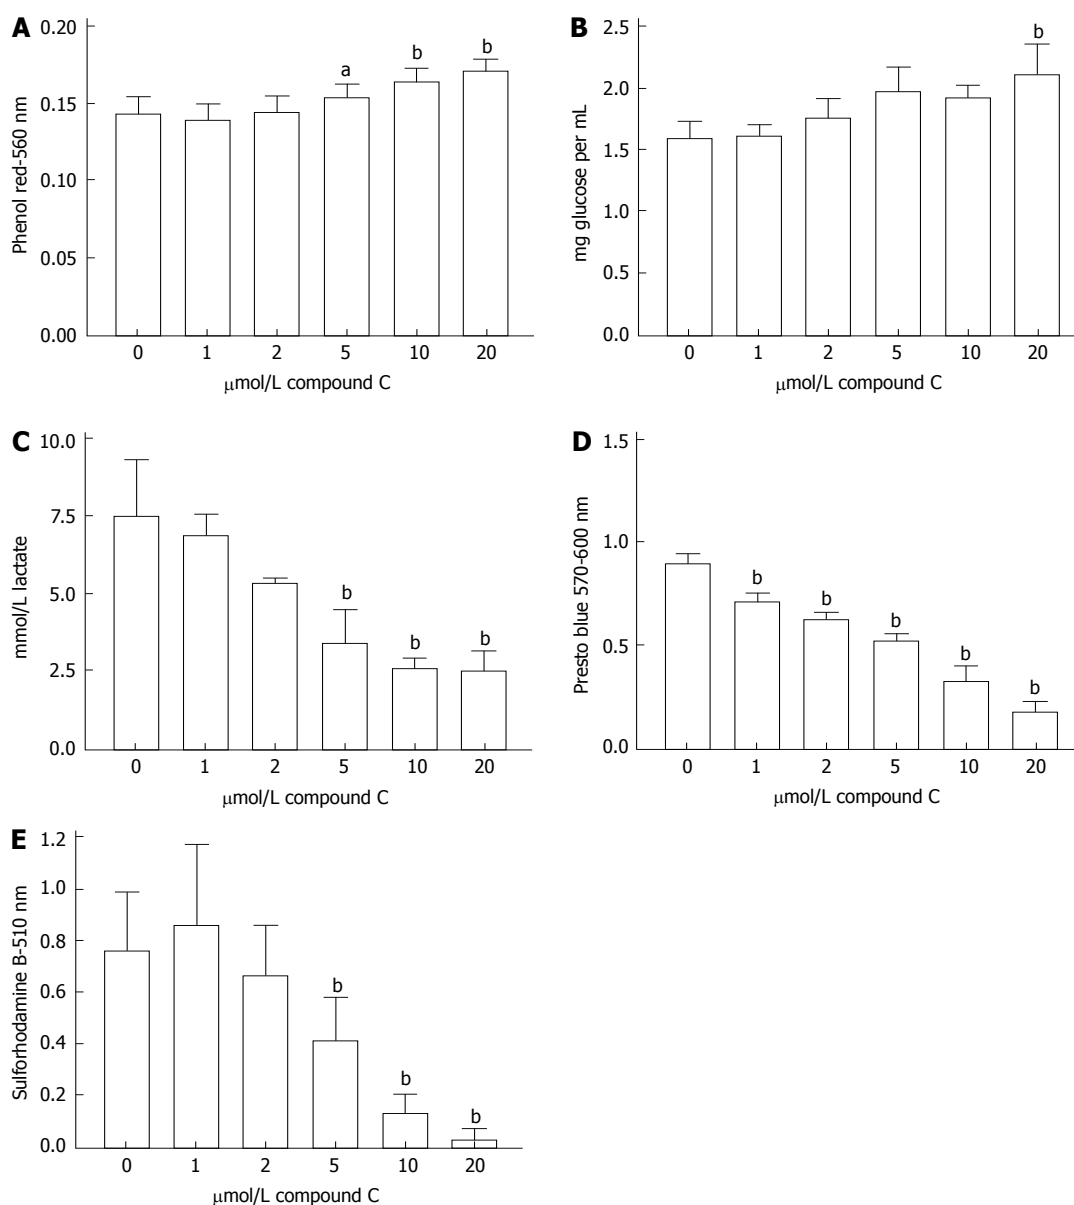 A
Phenol red-560 nm
0.20
0.15
0.10
0.05
0.00
a
b
b
0 1 2 5 10 20
μmol/L compound C
B
mg glucose per mL
2.5
2.0
1.5
1.0
0.5
0.0
b
0 1 2 5 10 20
μmol/L compound C
C
mmol/L lactate
10.0
7.5
5.0
2.5
0.0
b
b
b
0 1 2 5 10 20
μmol/L compound C
D
Presto blue 570-600 nm
1.5
1.0
0.5
0.0
b
b
b
b
b
0 1 2 5 10 20
μmol/L compound C
E
Sulforhodamine B-510 nm
1.2
1.0
0.8
0.6
0.4
0.2
0.0
b
b
b
0 1 2 5 10 20
μmol/L compound C